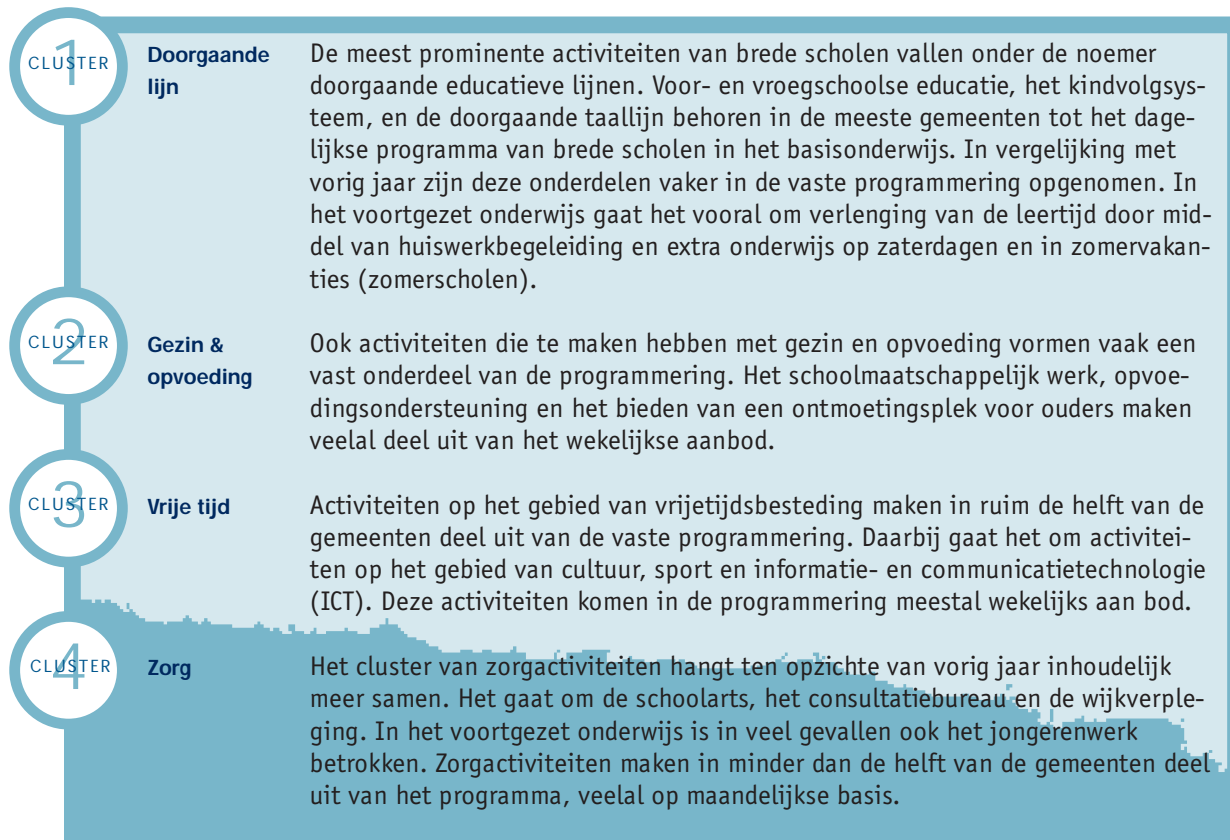 CLUSTER 1
Doorgaande lijn
De meest prominente activiteiten van brede scholen vallen onder de noemer
doorgaande educatieve lijnen. Voor- en vroegschoolse educatie, het kindvolgsys-
teem, en de doorgaande taallijn behoren in de meeste gemeenten tot het dage-
lijkse programma van brede scholen in het basisonderwijs. In vergelijking met
vorig jaar zijn deze onderdelen vaker in de vaste programmering opgenomen. In
het voortgezet onderwijs gaat het vooral om verlenging van de leertijd door mid-
del van huiswerkbegeleiding en extra onderwijs op zaterdagen en in zomervakan-
ties (zomerscholen).
CLUSTER 2
Gezin &
opvoeding
Ook activiteiten die te maken hebben met gezin en opvoeding vormen vaak een
vast onderdeel van de programmering. Het schoolmaatschappelijk werk, opvoe-
dingsondersteuning en het bieden van een ontmoetingsplek voor ouders maken
veelal deel uit van het wekelijkse aanbod.
CLUSTER 3
Vrije tijd
Activiteiten op het gebied van vrijetijdsbesteding maken in ruim de helft van de
gemeenten deel uit van de vaste programmering. Daarbij gaat het om activitei-
ten op het gebied van cultuur, sport en informatie- en communicatietechnologie
(ICT). Deze activiteiten komen in de programmering meestal wekelijks aan bod.
CLUSTER 4
Zorg
Het cluster van zorgactiviteiten hangt ten opzichte van vorig jaar inhoudelijk
meer samen. Het gaat om de schoolarts, het consultatiebureau en de wijkverple-
ging. In het voortgezet onderwijs is in veel gevallen ook het jongerenwerk
betrokken. Zorgactiviteiten maken in minder dan de helft van de gemeenten deel
uit van het programma, veelal op maandelijkse basis.